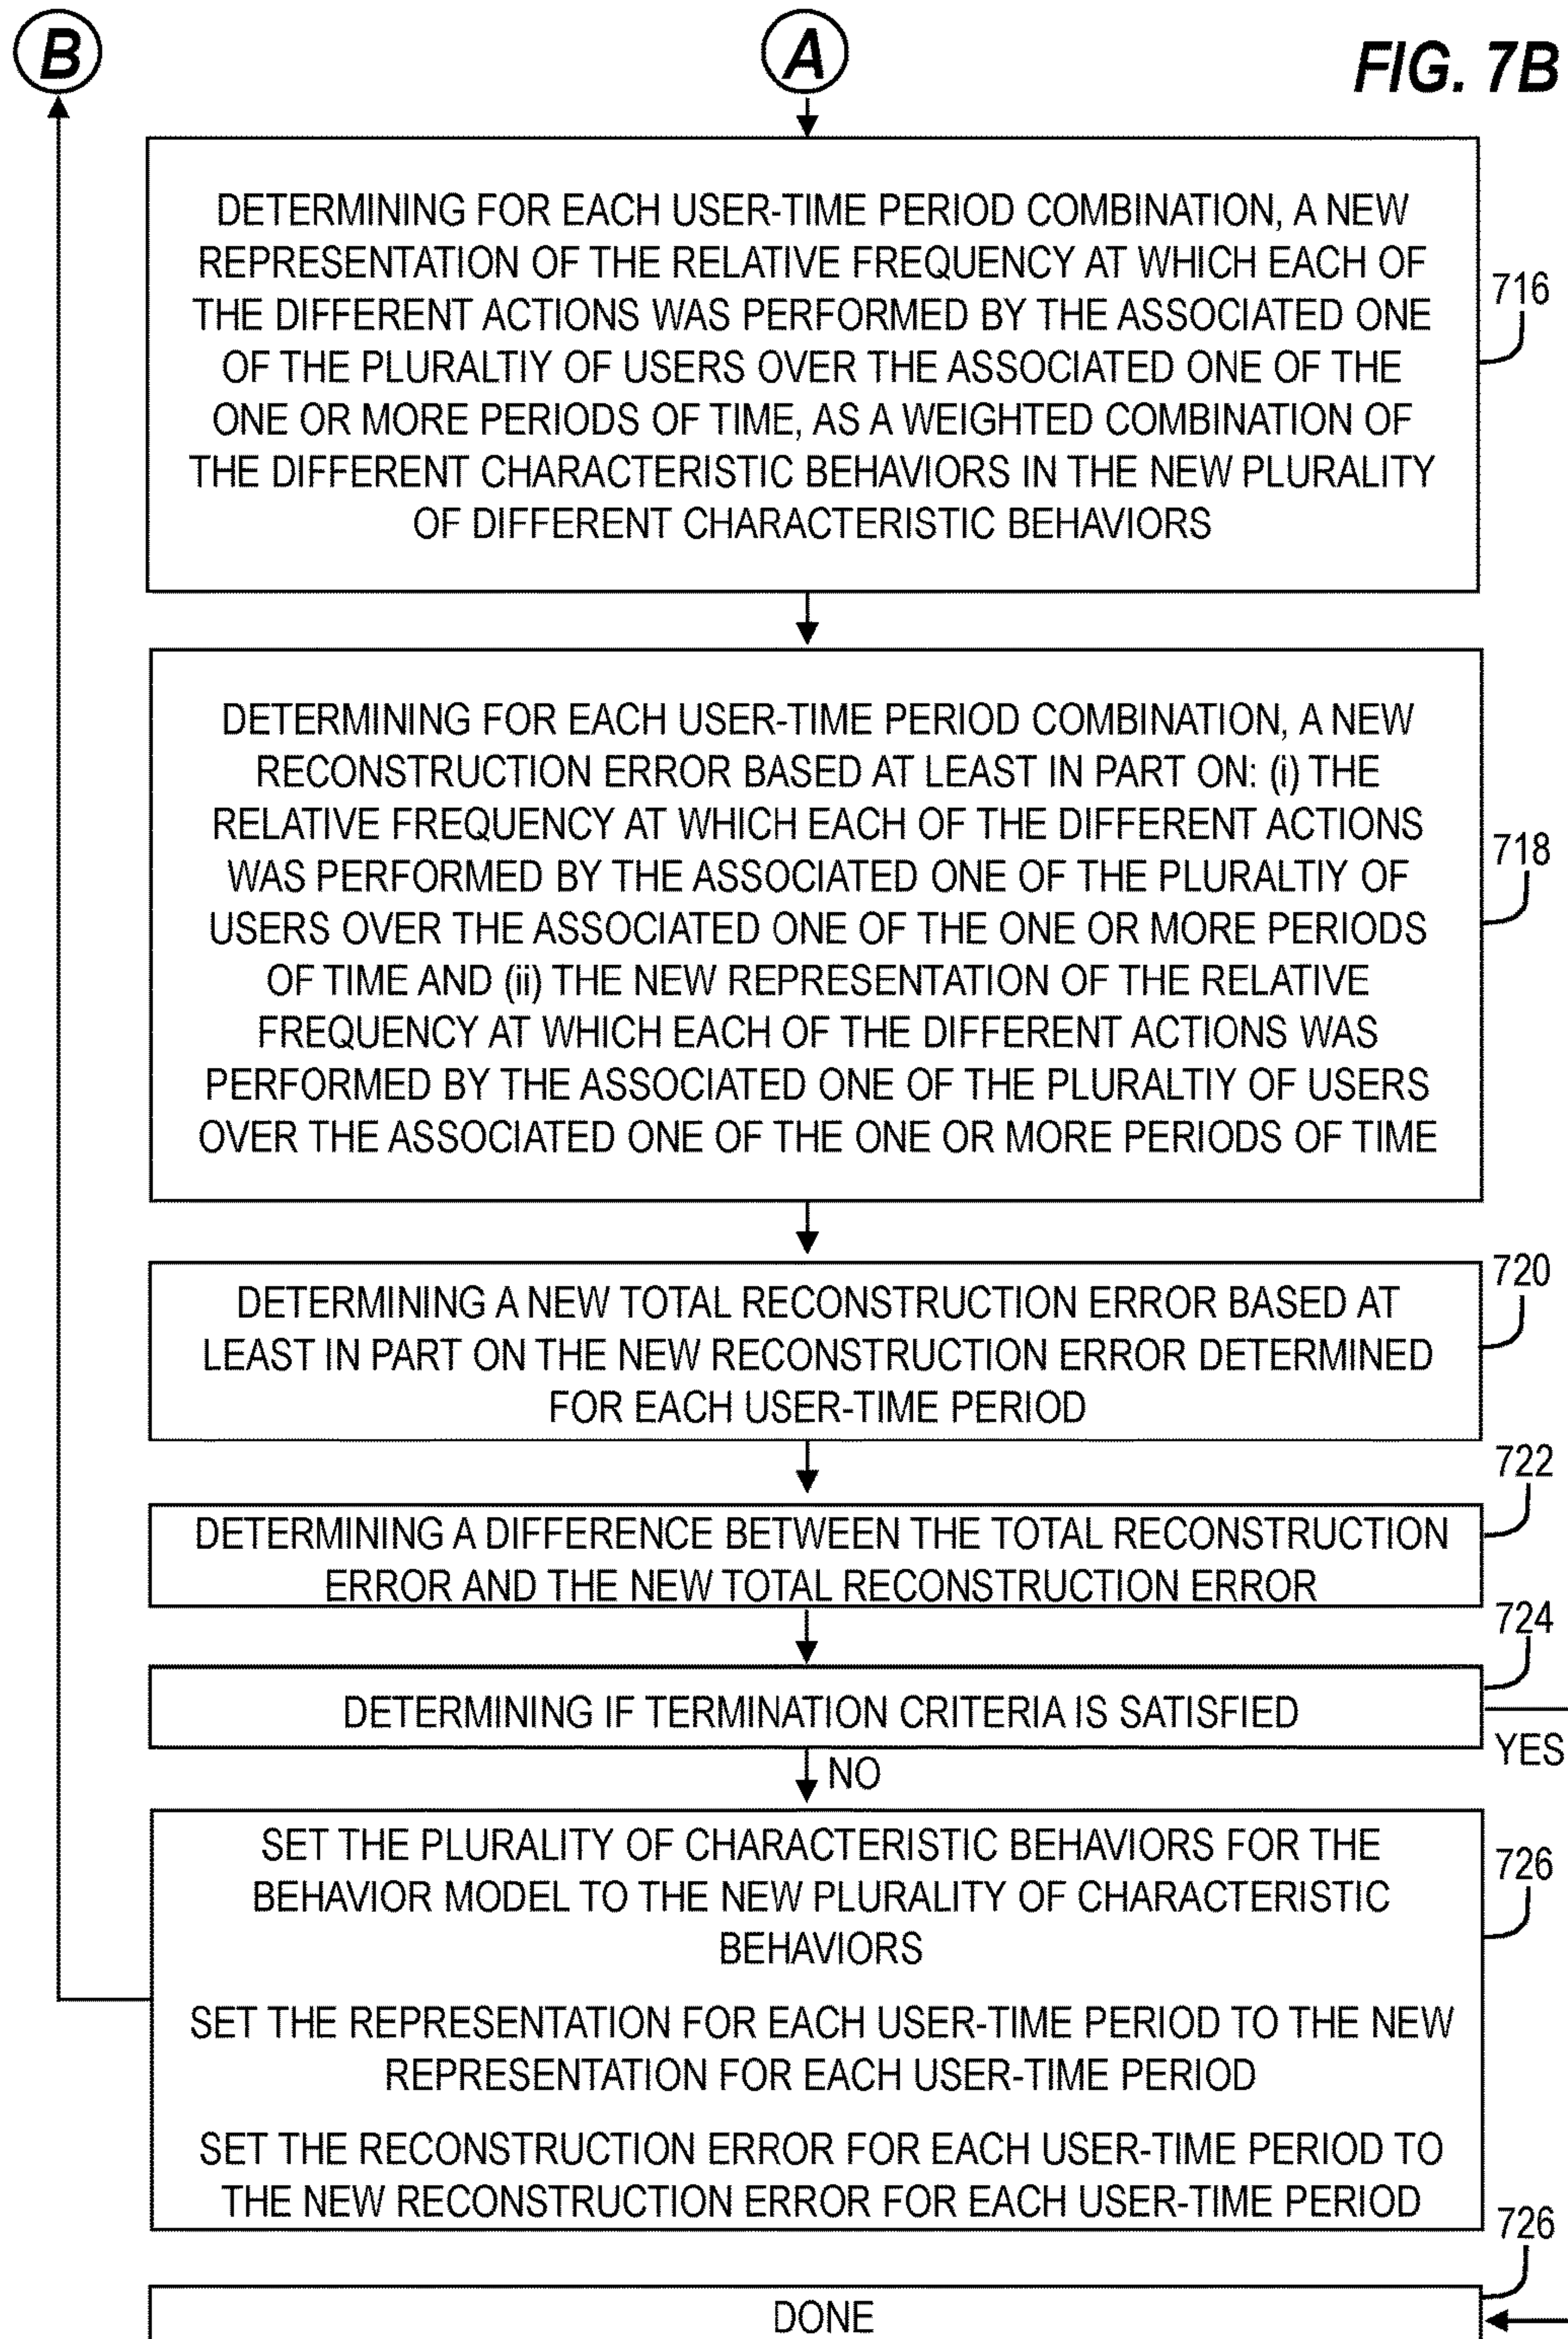 B
A
FIG. 7B
DETERMINING FOR EACH USER-TIME PERIOD COMBINATION, A NEW
REPRESENTATION OF THE RELATIVE FREQUENCY AT WHICH EACH OF
THE DIFFERENT ACTIONS WAS PERFORMED BY THE ASSOCIATED ONE
OF THE PLURALTIY OF USERS OVER THE ASSOCIATED ONE OF THE
ONE OR MORE PERIODS OF TIME, AS A WEIGHTED COMBINATION OF
THE DIFFERENT CHARACTERISTIC BEHAVIORS IN THE NEW PLURALITY
OF DIFFERENT CHARACTERISTIC BEHAVIORS
716
DETERMINING FOR EACH USER-TIME PERIOD COMBINATION, A NEW
RECONSTRUCTION ERROR BASED AT LEAST IN PART ON: (i) THE
RELATIVE FREQUENCY AT WHICH EACH OF THE DIFFERENT ACTIONS
WAS PERFORMED BY THE ASSOCIATED ONE OF THE PLURALTIY OF
USERS OVER THE ASSOCIATED ONE OF THE ONE OR MORE PERIODS
OF TIME AND (ii) THE NEW REPRESENTATION OF THE RELATIVE
FREQUENCY AT WHICH EACH OF THE DIFFERENT ACTIONS WAS
PERFORMED BY THE ASSOCIATED ONE OF THE PLURALTIY OF USERS
OVER THE ASSOCIATED ONE OF THE ONE OR MORE PERIODS OF TIME
718
DETERMINING A NEW TOTAL RECONSTRUCTION ERROR BASED AT
LEAST IN PART ON THE NEW RECONSTRUCTION ERROR DETERMINED
FOR EACH USER-TIME PERIOD
720
DETERMINING A DIFFERENCE BETWEEN THE TOTAL RECONSTRUCTION
ERROR AND THE NEW TOTAL RECONSTRUCTION ERROR
722
DETERMINING IF TERMINATION CRITERIA IS SATISFIED
724
YES
NO
SET THE PLURALITY OF CHARACTERISTIC BEHAVIORS FOR THE
BEHAVIOR MODEL TO THE NEW PLURALITY OF CHARACTERISTIC
BEHAVIORS
SET THE REPRESENTATION FOR EACH USER-TIME PERIOD TO THE NEW
REPRESENTATION FOR EACH USER-TIME PERIOD
SET THE RECONSTRUCTION ERROR FOR EACH USER-TIME PERIOD TO
THE NEW RECONSTRUCTION ERROR FOR EACH USER-TIME PERIOD
726
DONE
726